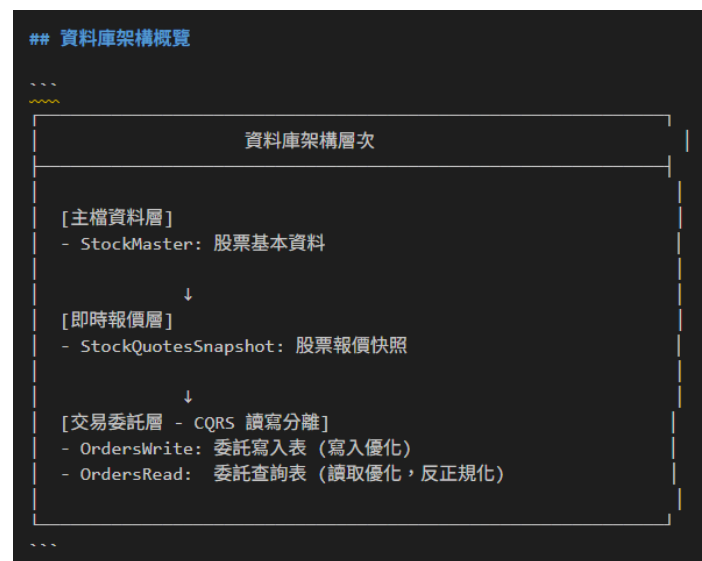 ## 資料庫架構概覽
```
資料庫架構層次
[主檔資料層]
- StockMaster: 股票基本資料
↓
[即時報價層]
- StockQuotesSnapshot: 股票報價快照
↓
[交易委託層 - CQRS 讀寫分離]
- OrdersWrite: 委託寫入表 (寫入優化)
- OrdersRead:  委託查詢表 (讀取優化，反正規化)
```